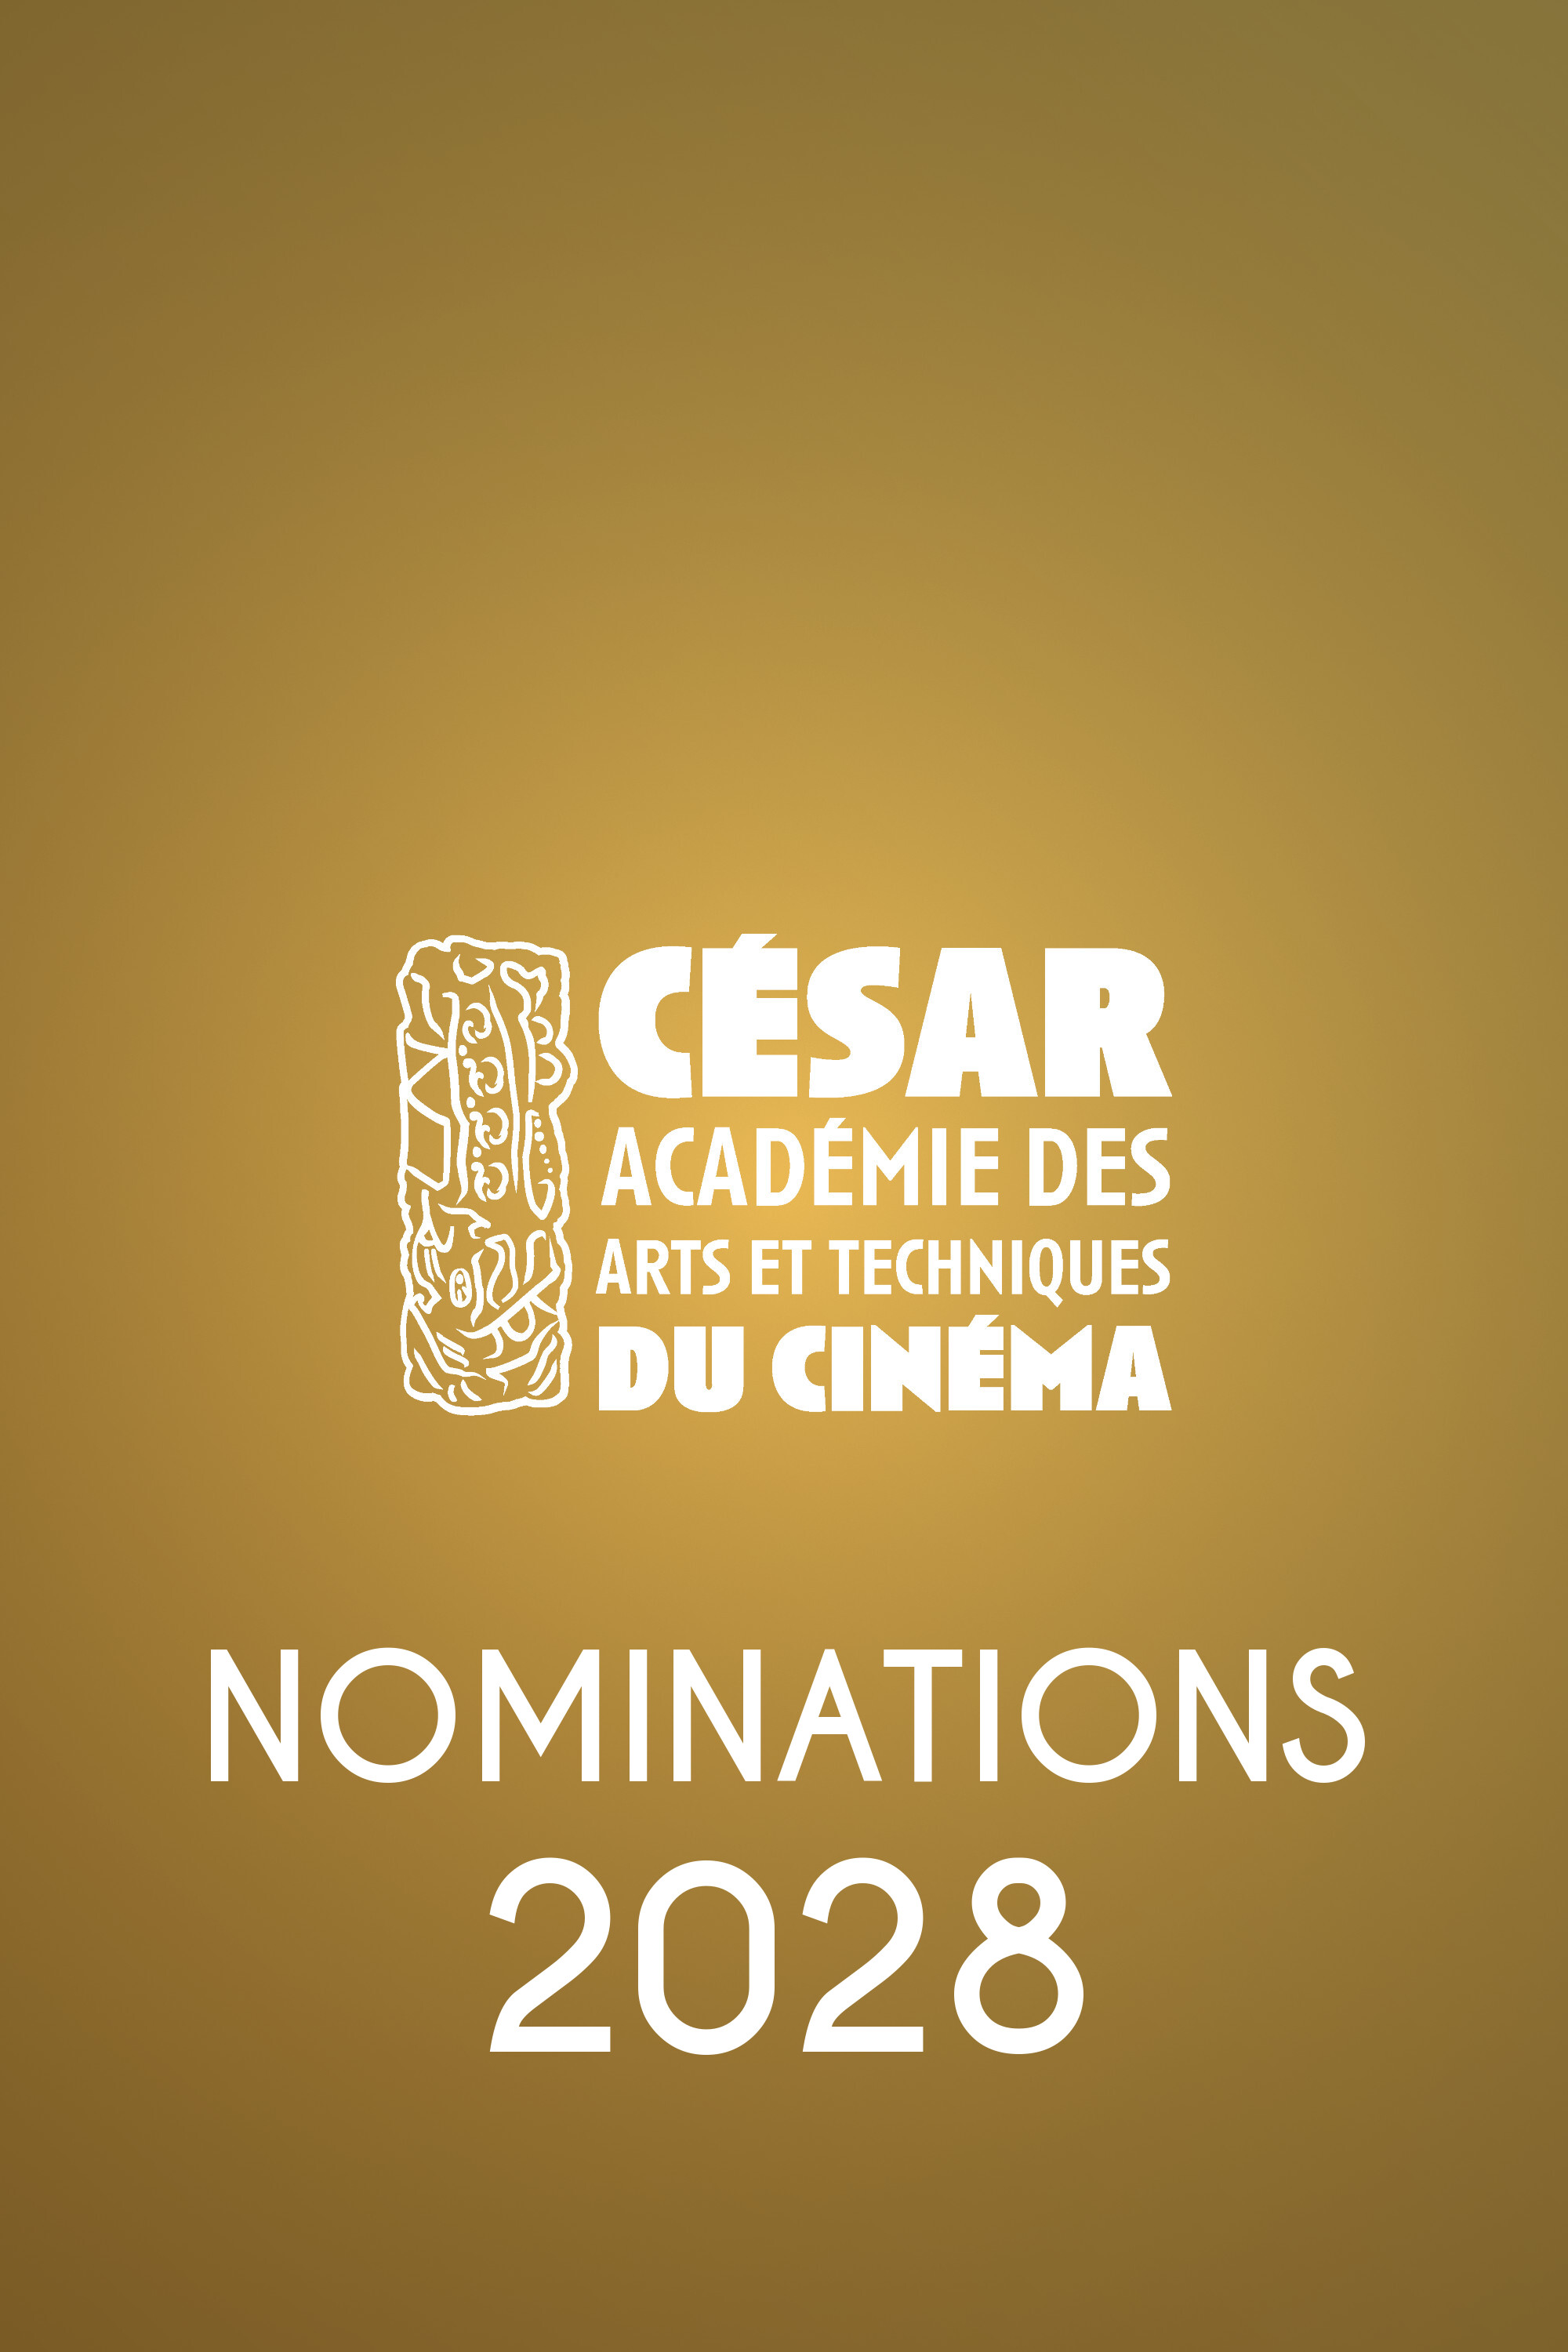 CÉSAR
ACADÉMIE DES
ARTS ET TECHNIQUES
DU CINÉMA
NOMINATIONS
2028